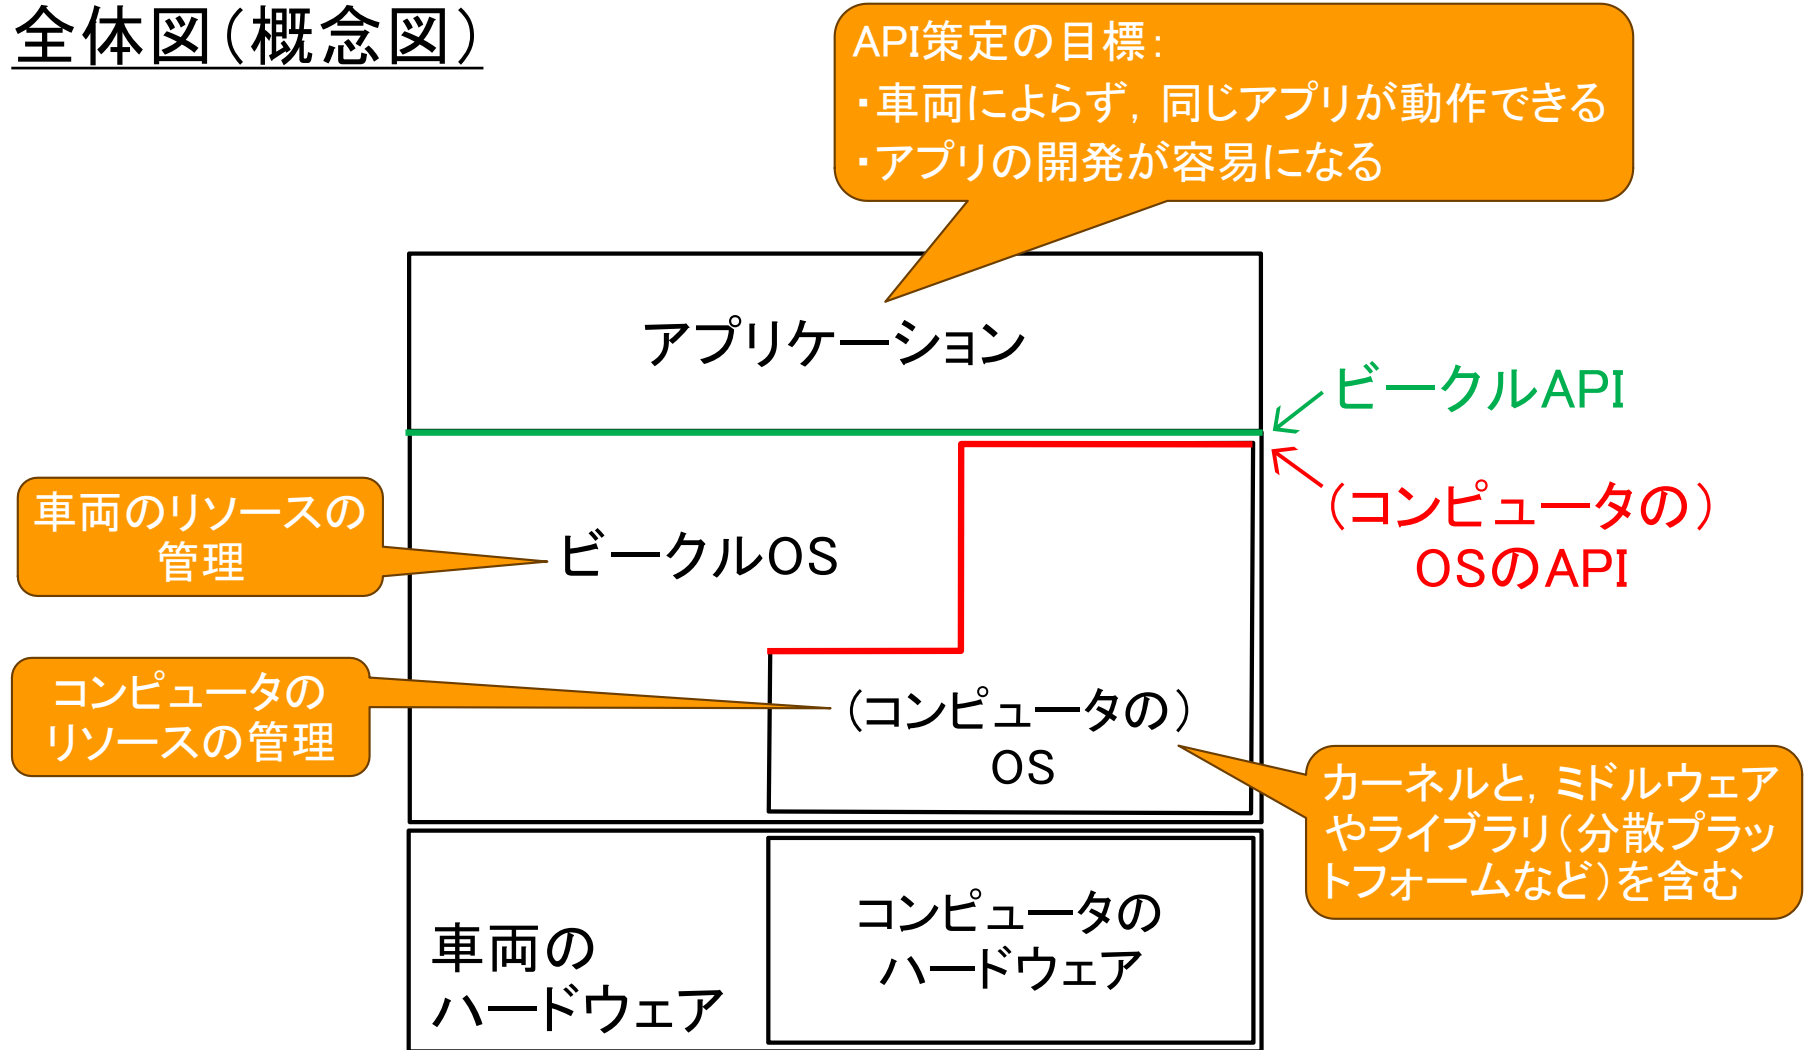 全体図（概念図）
API策定の目標：
・車両によらず，同じアプリが動作できる
・アプリの開発が容易になる
アプリケーション
ビークルAPI
（コンピュータの）
OSのAPI
車両のリソースの
管理
ビークルOS
コンピュータの
リソースの管理
（コンピュータの）
OS
カーネルと，ミドルウェア
やライブラリ（分散プラッ
トフォームなど）を含む
車両の
ハードウェア
コンピュータの
ハードウェア